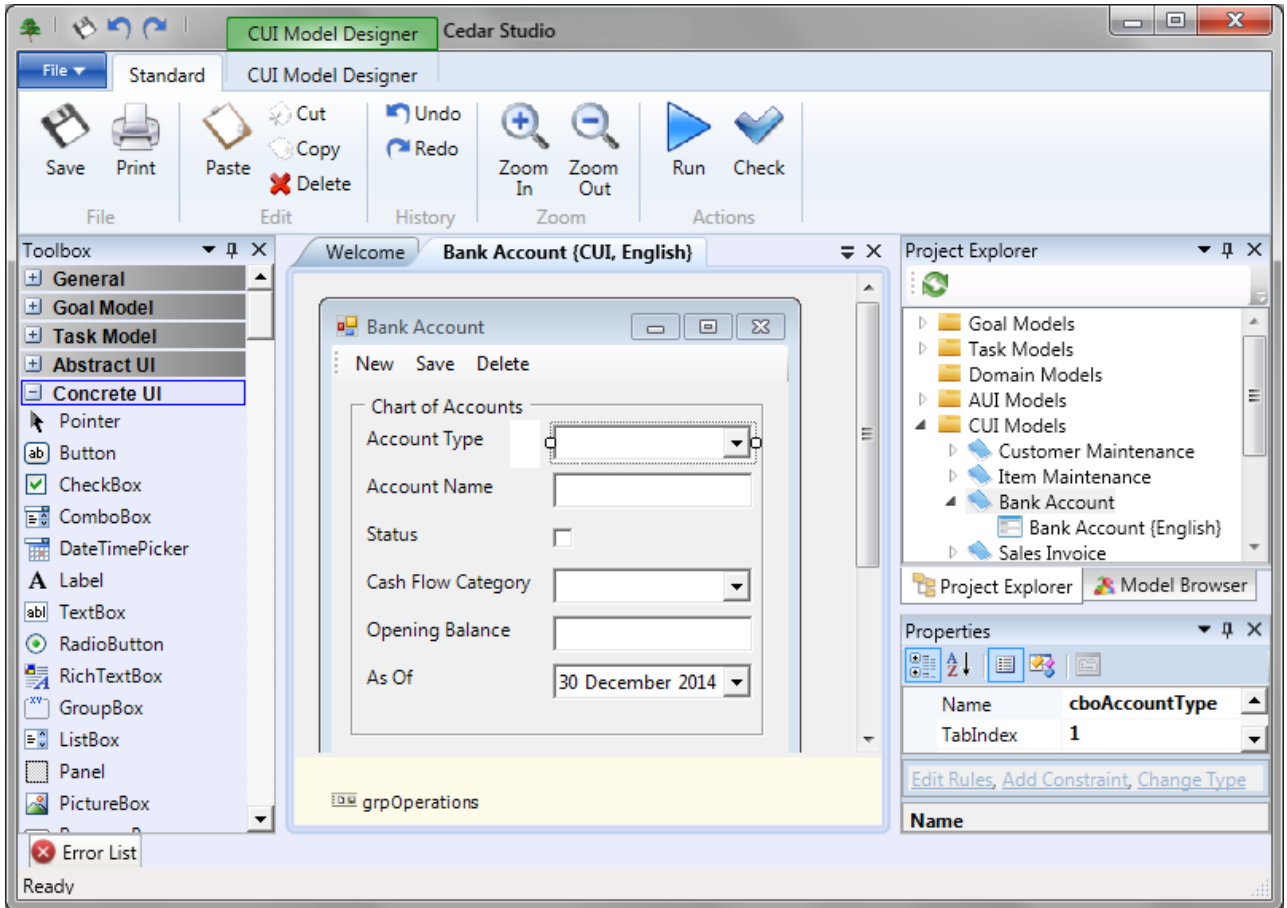 CUI Model Designer Cedar Studio
File Standard CUI Model Designer
Save Print Paste Cut Copy Delete Undo Redo Zoom In Zoom Out Run Check
File Edit History Zoom Actions
Toolbox
General
Goal Model
Task Model
Abstract UI
Concrete UI
Pointer
ab Button
CheckBox
ComboBox
DateTimePicker
A Label
abl TextBox
RadioButton
RichTextBox
GroupBox
ListBox
Panel
PictureBox
Welcome Bank Account {CUI, English}
Bank Account
New Save Delete
Chart of Accounts
Account Type
Account Name
Status
Cash Flow Category
Opening Balance
As Of 30 December 2014
grpOperations
Project Explorer
Goal Models
Task Models
Domain Models
AUI Models
CUI Models
Customer Maintenance
Item Maintenance
Bank Account
Bank Account {English}
Sales Invoice
Project Explorer Model Browser
Properties
Name cboAccountType
TabIndex 1
Edit Rules, Add Constraint, Change Type
Name
Error List
Ready